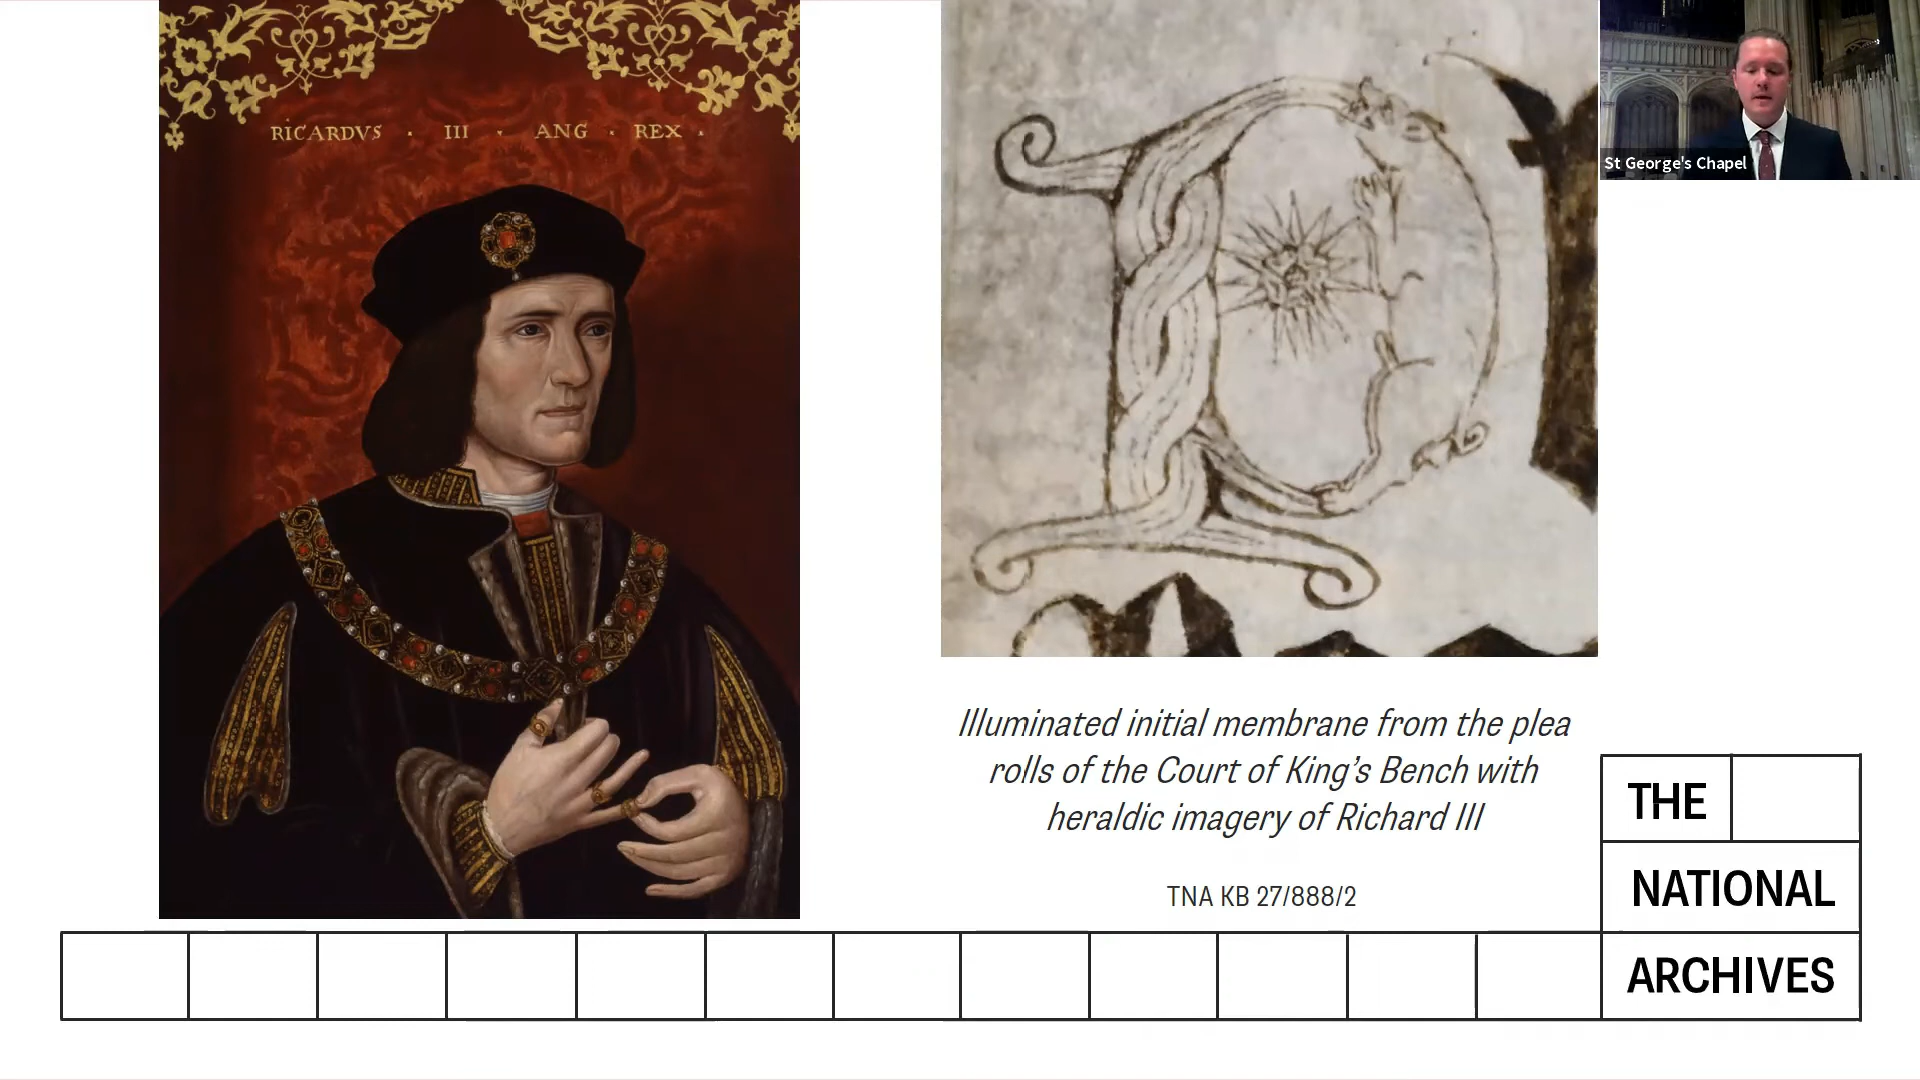 RICARDVS · III · ANG · REX ·
St George's Chapel
Illuminated initial membrane from the plea
rolls of the Court of King's Bench with
heraldic imagery of Richard III
TNA KB 27/888/2
THE
NATIONAL
ARCHIVES